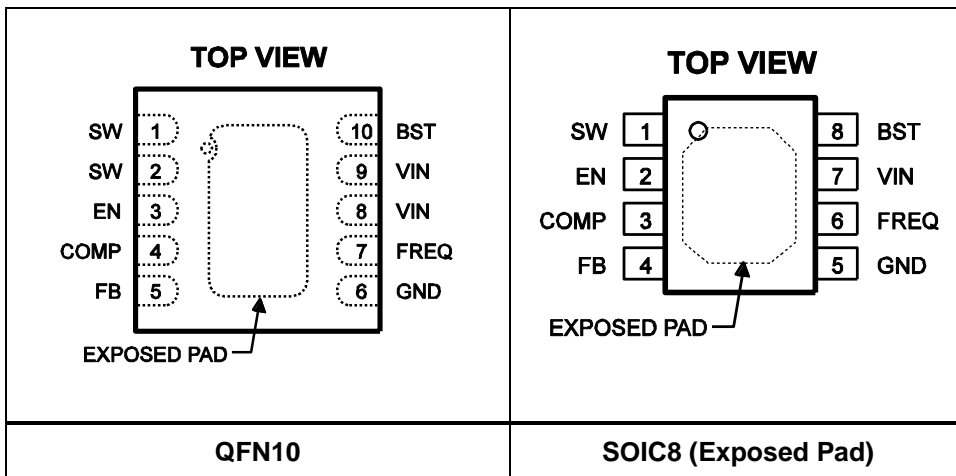 TOP VIEW
SW 1 10 BST
SW 2 9 VIN
EN 3 8 VIN
COMP 4 7 FREQ
FB 5 6 GND
EXPOSED PAD
QFN10
TOP VIEW
SW 1 8 BST
EN 2 7 VIN
COMP 3 6 FREQ
FB 4 5 GND
EXPOSED PAD
SOIC8 (Exposed Pad)